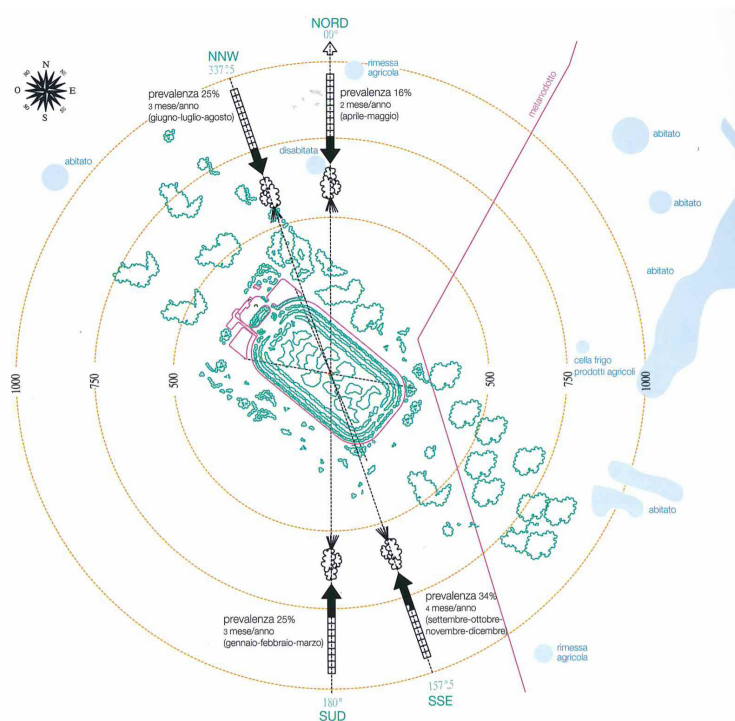 NORD
00°
NNW
337°5
N
O
E
S
prevalenza 25%
3 mese/anno
(giugno-luglio-agosto)
prevalenza 16%
2 mese/anno
(aprile-maggio)
rimessa
agricola
metanodotto
abitato
abitato
disabitata
abitato
abitato
cella frigo
prodotti agricoli
1000
750
500
500
750
1000
abitato
prevalenza 25%
3 mese/anno
(gennaio-febbraio-marzo)
prevalenza 34%
4 mese/anno
(settembre-ottobre-
novembre-dicembre)
rimessa
agricola
157°5
SSE
180°
SUD